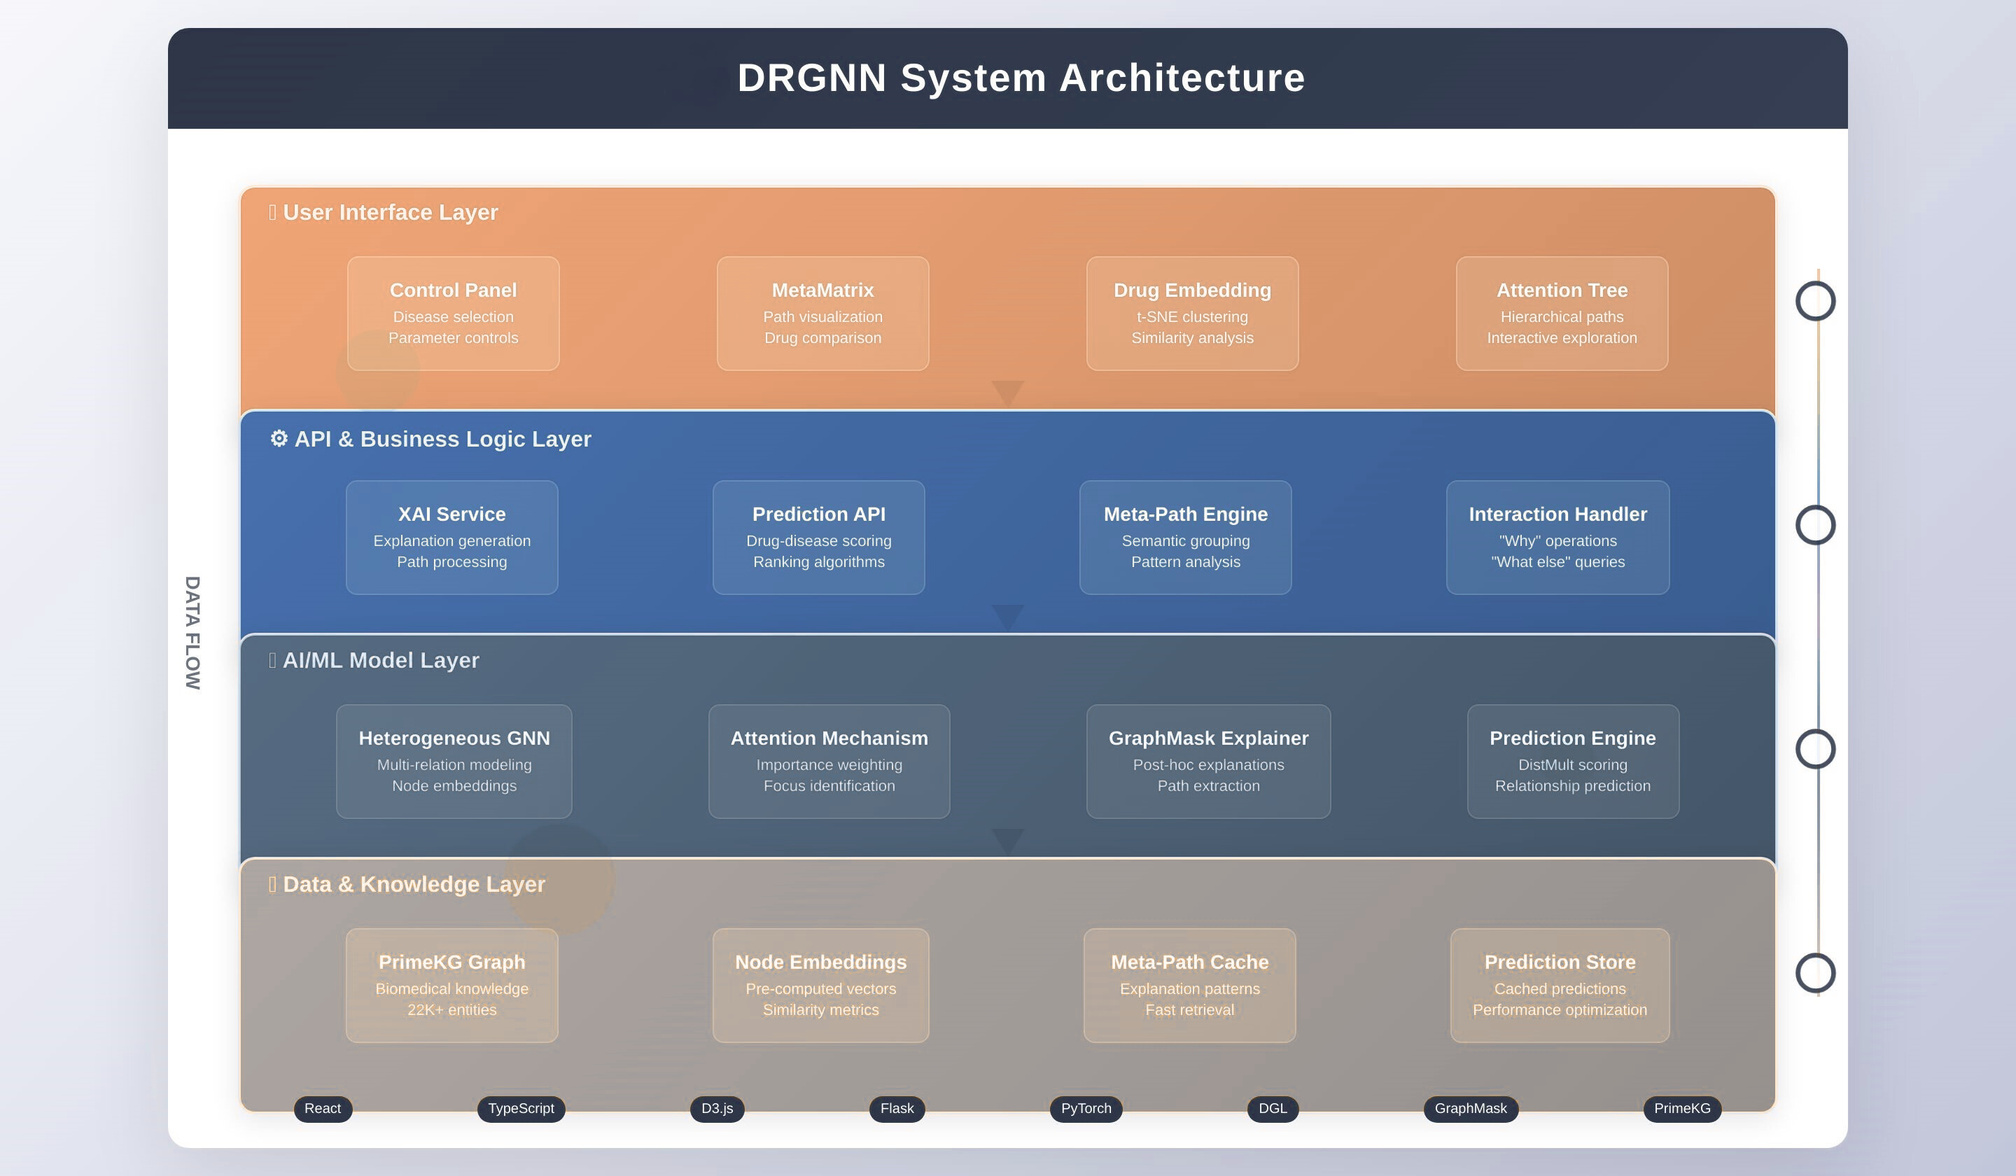 DRGNN System Architecture
User Interface Layer
Control Panel
Disease selection
Parameter controls
MetaMatrix
Path visualization
Drug comparison
Drug Embedding
t-SNE clustering
Similarity analysis
Attention Tree
Hierarchical paths
Interactive exploration
⚙ API & Business Logic Layer
XAI Service
Explanation generation
Path processing
Prediction API
Drug-disease scoring
Ranking algorithms
Meta-Path Engine
Semantic grouping
Pattern analysis
Interaction Handler
"Why" operations
"What else" queries
DATA FLOW
AI/ML Model Layer
Heterogeneous GNN
Multi-relation modeling
Node embeddings
Attention Mechanism
Importance weighting
Focus identification
GraphMask Explainer
Post-hoc explanations
Path extraction
Prediction Engine
DistMult scoring
Relationship prediction
Data & Knowledge Layer
PrimeKG Graph
Biomedical knowledge
22K+ entities
Node Embeddings
Pre-computed vectors
Similarity metrics
Meta-Path Cache
Explanation patterns
Fast retrieval
Prediction Store
Cached predictions
Performance optimization
React
TypeScript
D3.js
Flask
PyTorch
DGL
GraphMask
PrimeKG